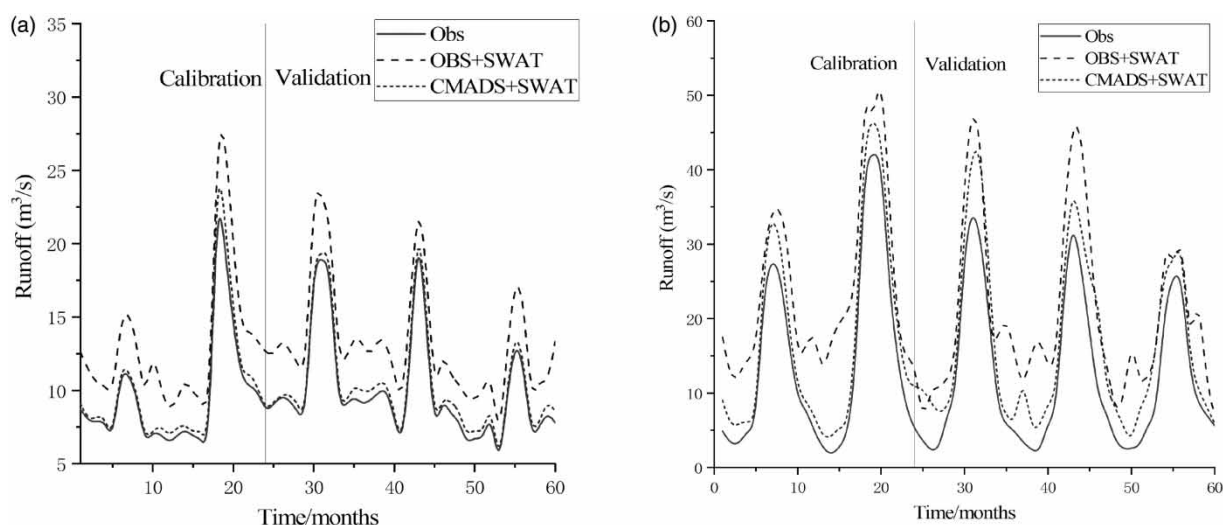 (a)
35
30
25
20
15
10
5
Runoff (m³/s)
Calibration
Validation
Obs
OBS+SWAT
CMADS+SWAT
10 20 30 40 50 60
Time/months
(b)
60
50
40
30
20
10
0
Runoff (m³/s)
Calibration
Validation
Obs
OBS+SWAT
CMADS+SWAT
0 10 20 30 40 50 60
Time/months